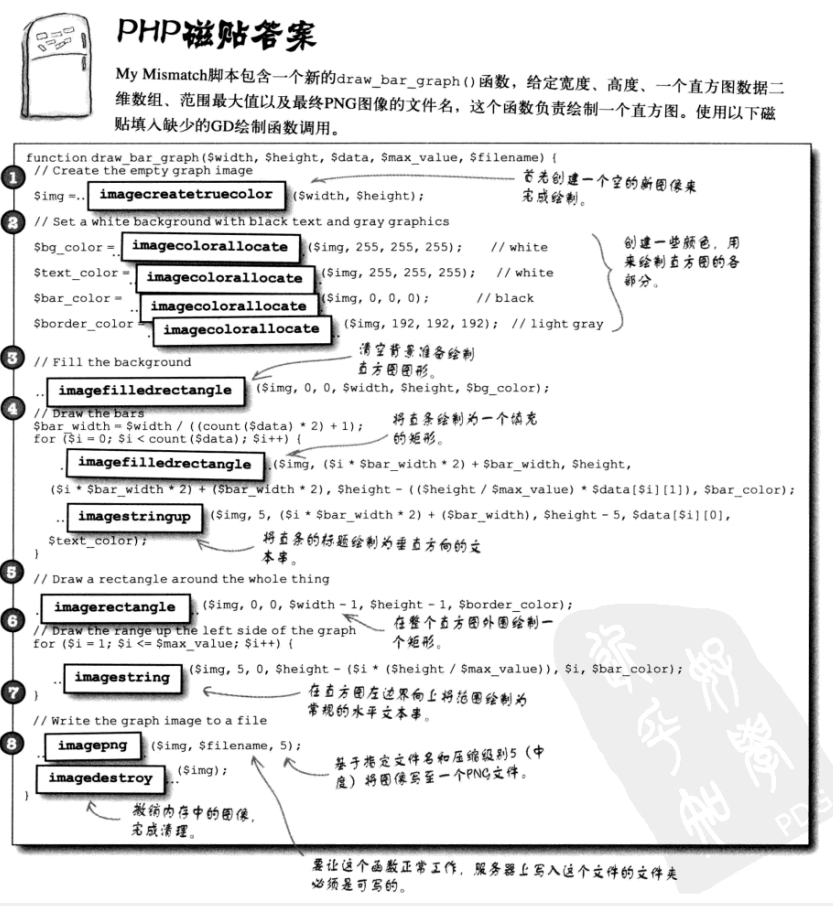 PHP磁贴答案
My Mismatch脚本包含一个新的draw_bar_graph()函数，给定宽度、高度、一个直方图数据二
维数组、范围最大值以及最终PNG图像的文件名，这个函数负责绘制一个直方图。使用以下磁
贴填入缺少的GD绘制函数调用。
function draw_bar_graph($width, $height, $data, $max_value, $filename) {
1 // Create the empty graph image
$img = imagecreatetruecolor ($width, $height);
首先创建一个空的新图像来
完成绘制。
2 // Set a white background with black text and gray graphics
$bg_color = imagecolorallocate ($img, 255, 255, 255); // white
$text_color = imagecolorallocate ($img, 255, 255, 255); // white
$bar_color = imagecolorallocate ($img, 0, 0, 0); // black
$border_color = imagecolorallocate ($img, 192, 192, 192); // light gray
创建一些颜色，用
来绘制直方图的各
部分。
3 // Fill the background
清空背景准备绘制
直方图图形。
imagefilledrectangle ($img, 0, 0, $width, $height, $bg_color);
4 // Draw the bars
$bar_width = $width / ((count($data) * 2) + 1);
for ($i = 0; $i < count($data); $i++) {
将直条绘制为一个填充
的矩形。
imagefilledrectangle ($img, ($i * $bar_width * 2) + $bar_width, $height,
($i * $bar_width * 2) + ($bar_width * 2), $height - (($height / $max_value) * $data[$i][1]), $bar_color);
imagestringup ($img, 5, ($i * $bar_width * 2) + ($bar_width), $height - 5, $data[$i][0],
$text_color);
}
将直条的标题绘制为垂直方向的文
本串。
5 // Draw a rectangle around the whole thing
imagerectangle ($img, 0, 0, $width - 1, $height - 1, $border_color);
在整个直方图外围绘制一
个矩形。
6 // Draw the range up the left side of the graph
for ($i = 1; $i <= $max_value; $i++) {
imagestring ($img, 5, 0, $height - ($i * ($height / $max_value)), $i, $bar_color);
7 }
在直方图左边界向上将范围绘制为
常规的水平文本串。
// Write the graph image to a file
8 imagepng ($img, $filename, 5);
基于指定文件名和压缩级别5（中
度）将图像写至一个PNG文件。
imagedestroy ($img);
}
撤销内存中的图像，
完成清理。
要让这个函数正常工作，服务器上写入这个文件的文件夹
必须是可写的。